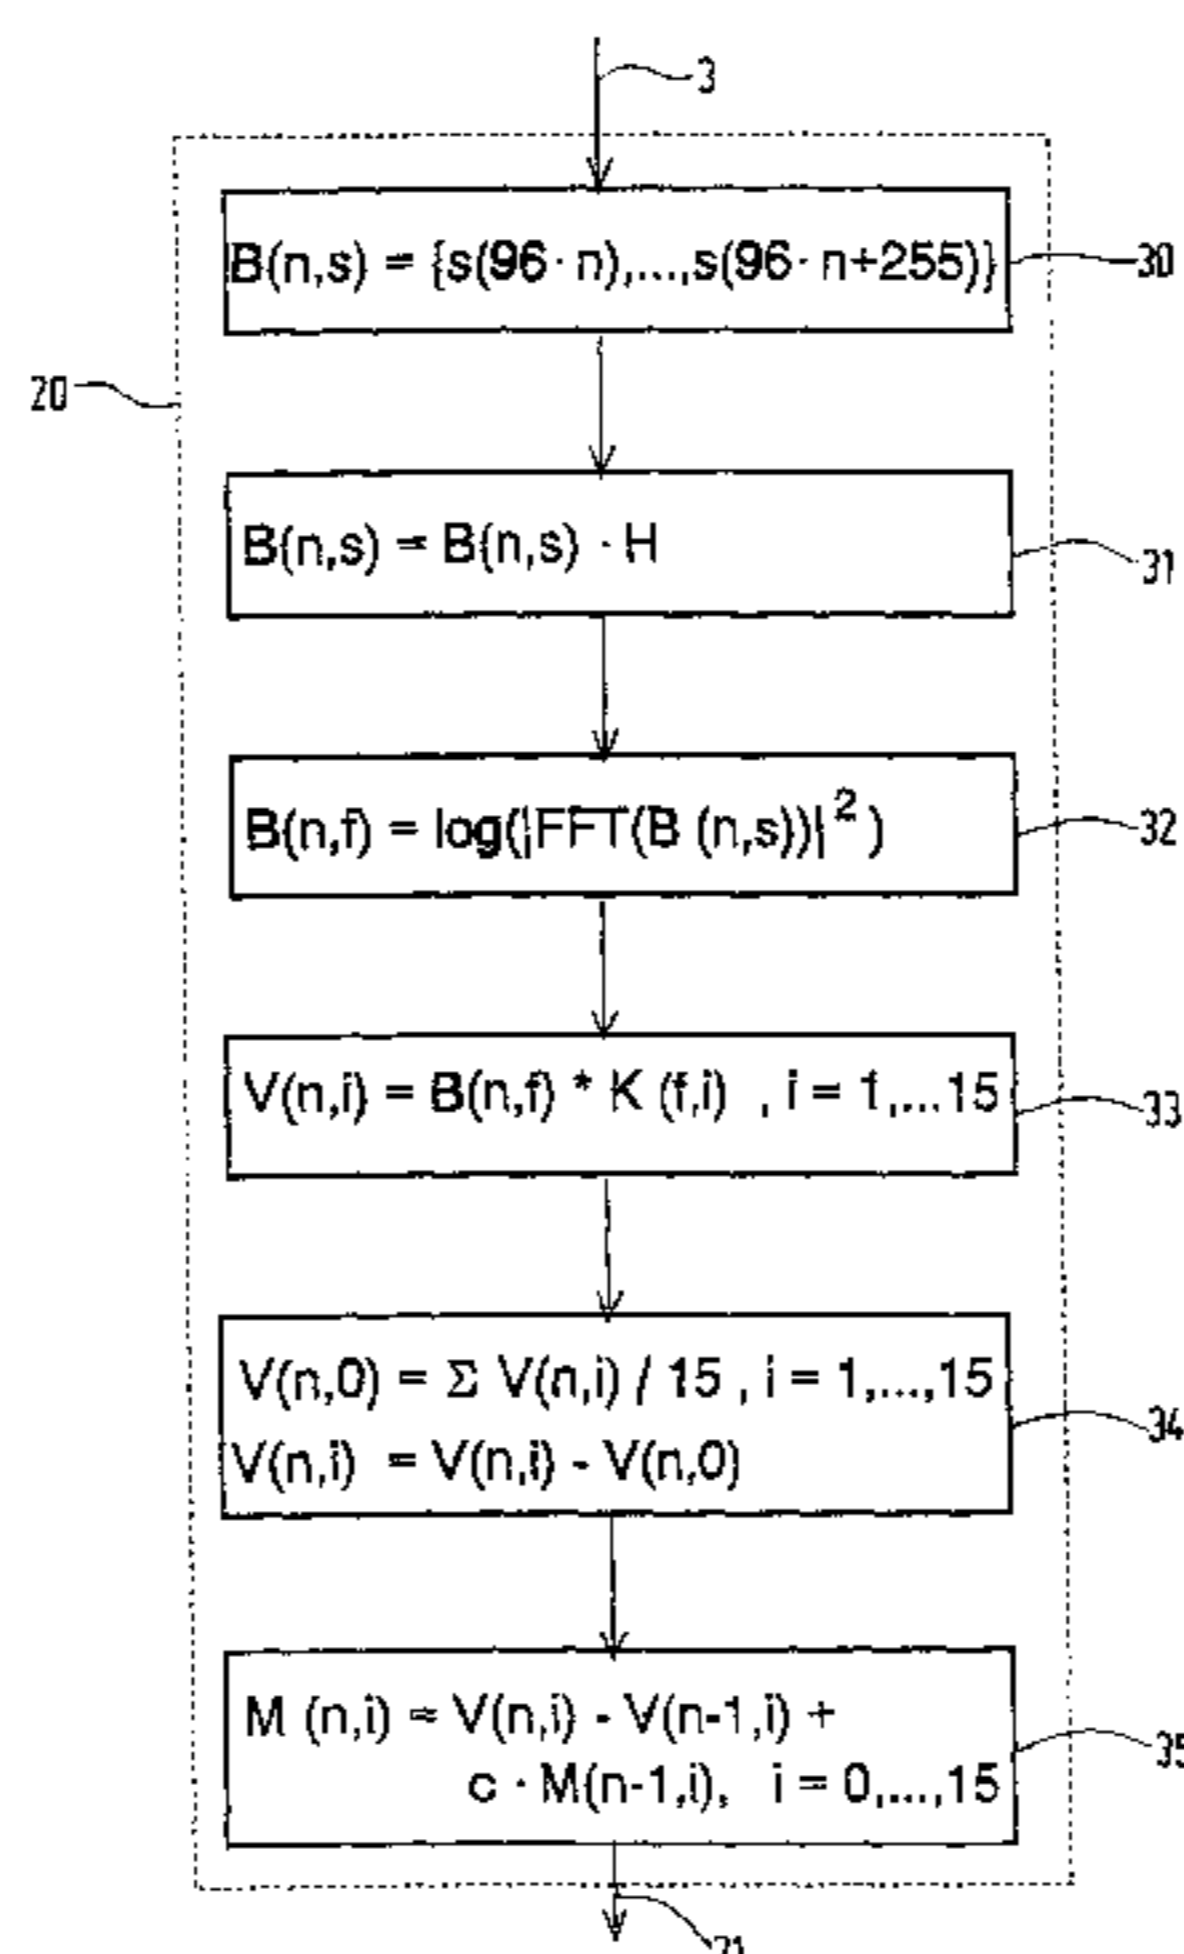 3
B(n,s) = {s(96· n),...,s(96· n+255)}
30
20
B(n,s) = B(n,s) · H
31
B(n,f) = log(|FFT(B (n,s))|²)
32
V(n,i) = B(n,f) * K (f,i) , i = 1,...15
33
V(n,0) = Σ V(n,i) / 15 , i = 1,...,15
V(n,i) = V(n,i) - V(n,0)
34
M (n,i) = V(n,i) - V(n-1,i) +
c · M(n-1,i), i = 0,...,15
35